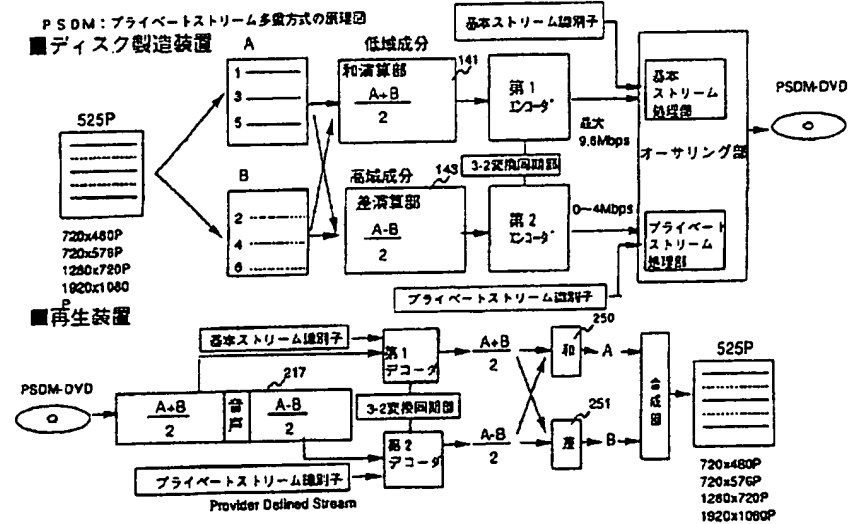 PSDM:プライベートストリーム多重方式の原理図
■ディスク製造装置
525P
720x480P
720x576P
1280x720P
1920x1080
P
A
1
3
5
B
2
4
6
低域成分
141
和演算部
A+B
2
高域成分
143
差演算部
A-B
2
第1
エンコーダ
3-2変換同期部
第2
エンコーダ
基本ストリーム識別子
最大
9.6Mbps
0~4Mbps
プライベートストリーム識別子
基本
ストリーム
処理部
オーサリング部
プライベート
ストリーム
処理部
PSDM-DVD
■再生装置
PSDM-DVD
基本ストリーム識別子
217
A+B
2
音声
A-B
2
プライベートストリーム識別子
Provider Defined Stream
第1
デコーダ
3-2変換同期部
第2
デコーダ
A+B
2
A-B
2
250
和
A
251
差
B
合成部
525P
720x480P
720x576P
1280x720P
1920x1080P